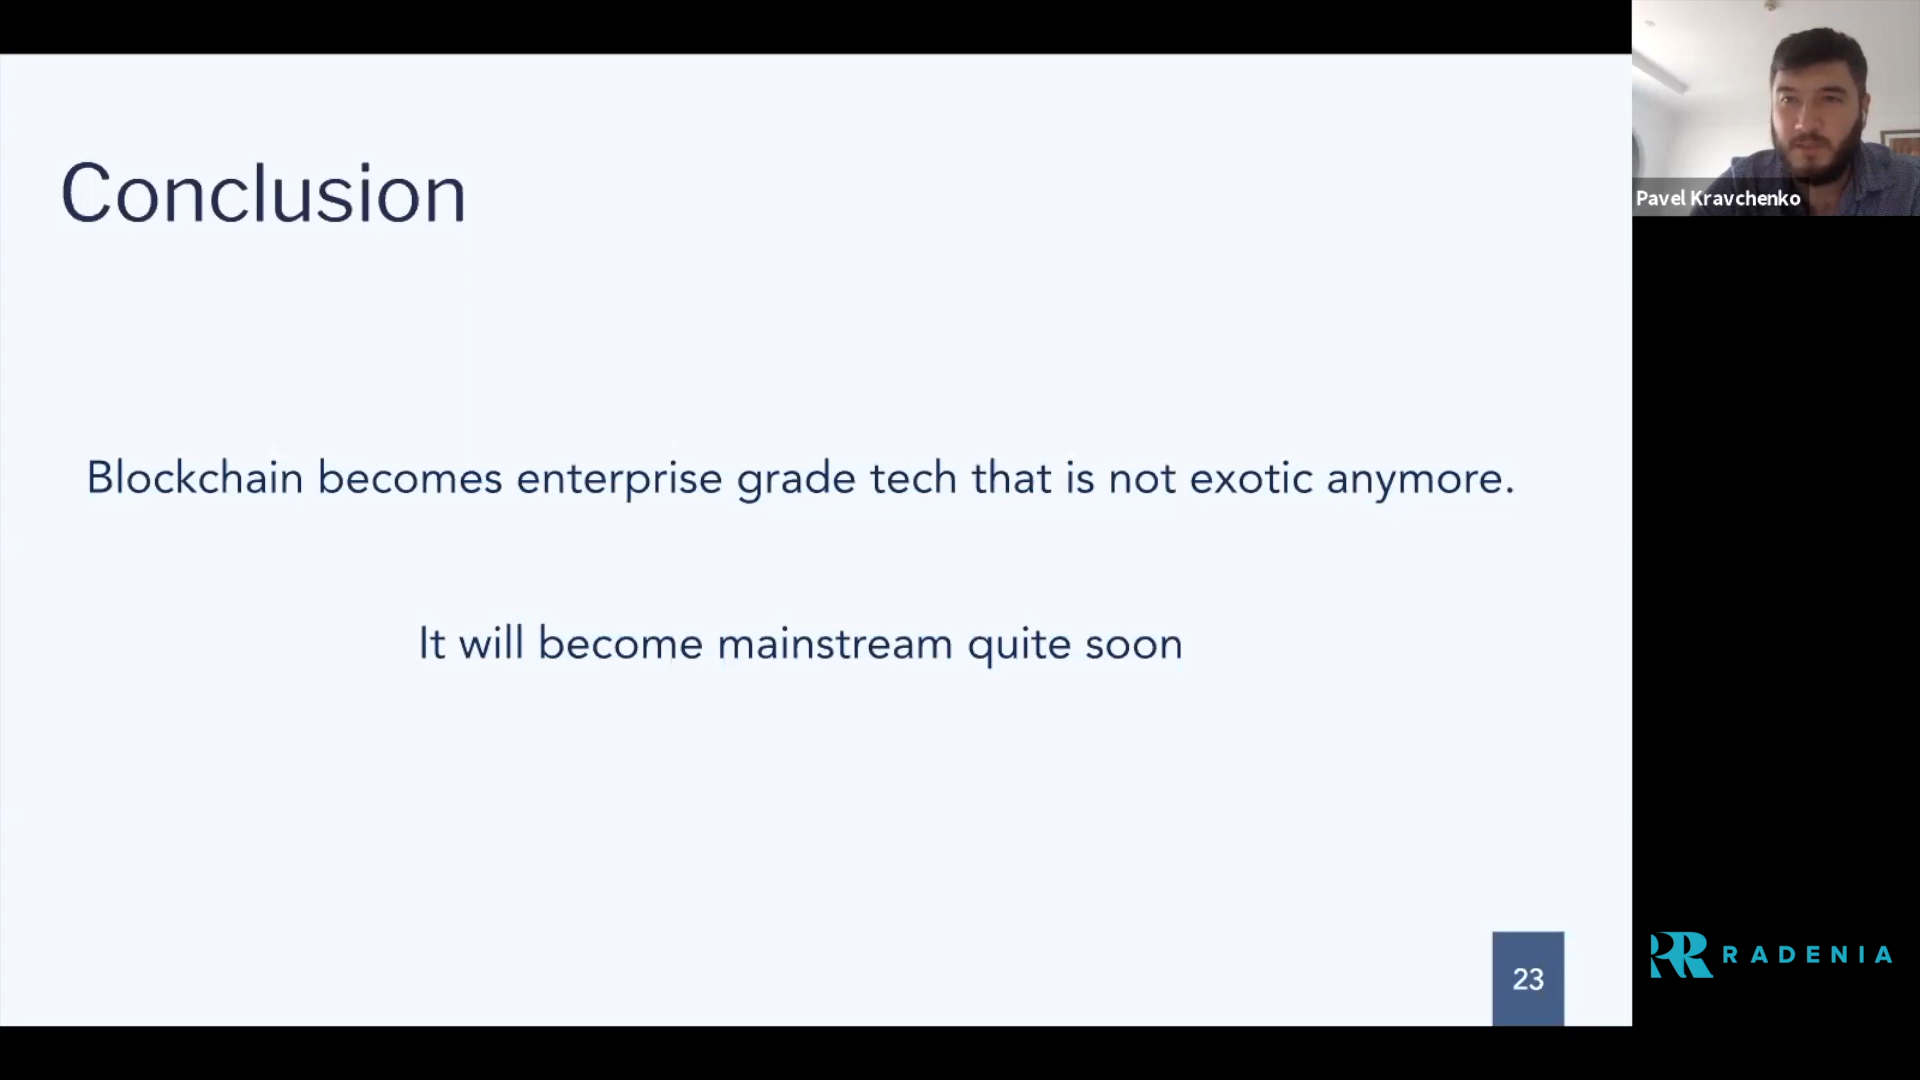 Conclusion
Blockchain becomes enterprise grade tech that is not exotic anymore.
It will become mainstream quite soon
23
Pavel Kravchenko
RADENIA